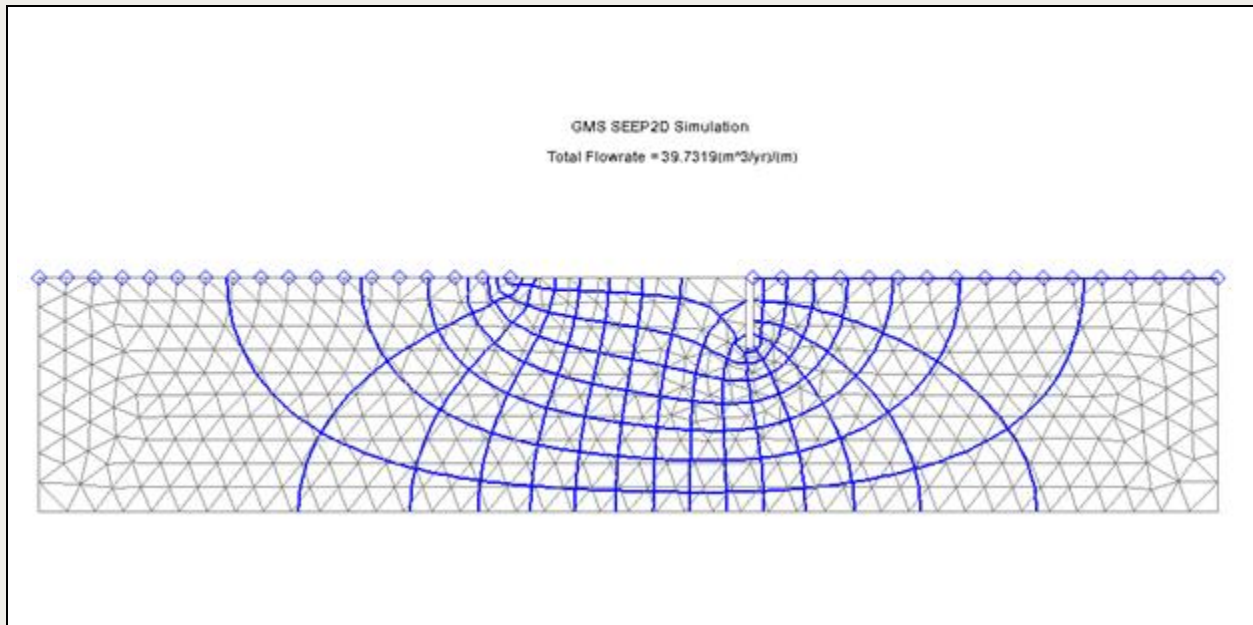 GMS SEEP2D Simulation
Total Flowrate = 39.7319(m^3/yr)/(m)